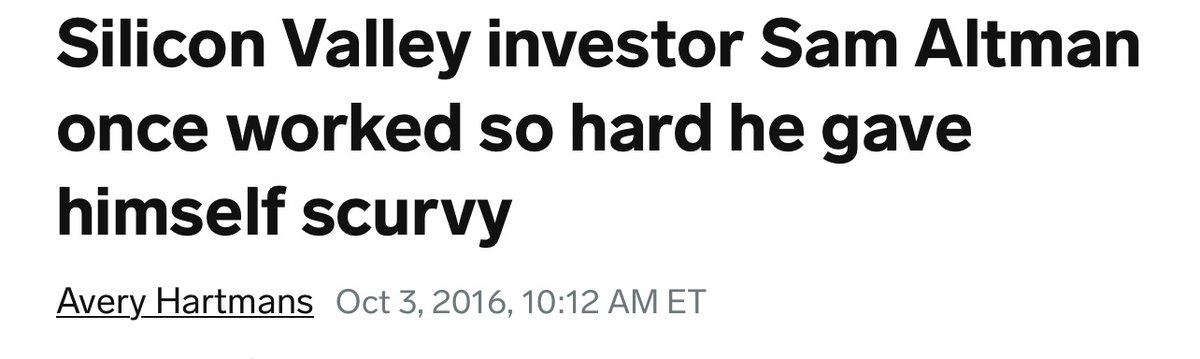 Silicon Valley investor Sam Altman
once worked so hard he gave
himself scurvy
Avery Hartmans Oct 3, 2016, 10:12 AM ET